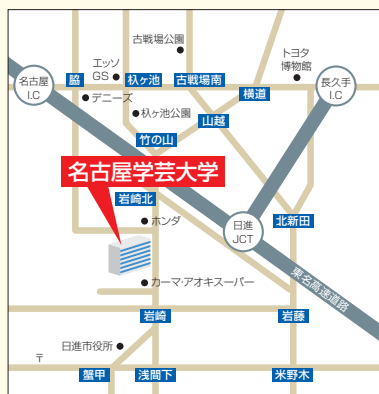 古戦場公園
エッソ
GS
トヨタ
博物館
名古屋
I.C
脇
杁ヶ池
古戦場南
横道
長久手
I.C
デニーズ
杁ヶ池公園
山越
竹の山
名古屋学芸大学
岩崎北
ホンダ
日進
JCT
北新田
東名高速道路
カーマ・アオキスーパー
岩崎
岩藤
日進市役所
〒
蟹甲
浅間下
米野木